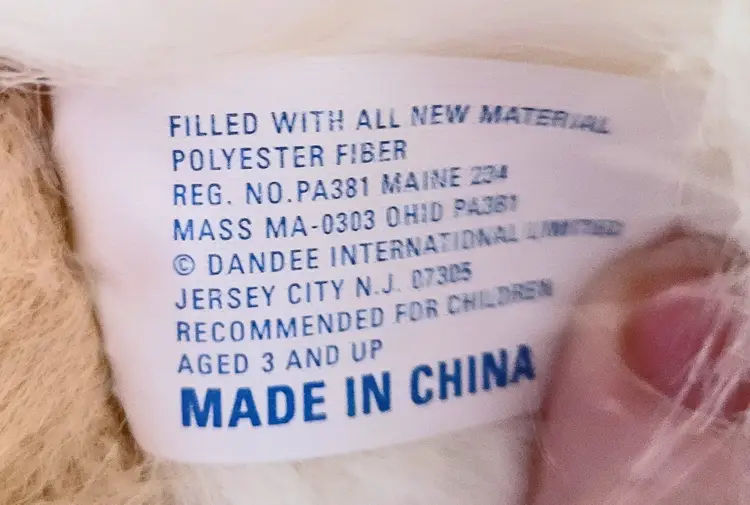 FILLED WITH ALL NEW MATERIAL
POLYESTER FIBER
REG. NO.PA381 MAINE 234
MASS MA-0303 OHIO PA381
© DANDEE INTERNATIONAL LIMITED
JERSEY CITY N.J. 07305
RECOMMENDED FOR CHILDREN
AGED 3 AND UP
MADE IN CHINA